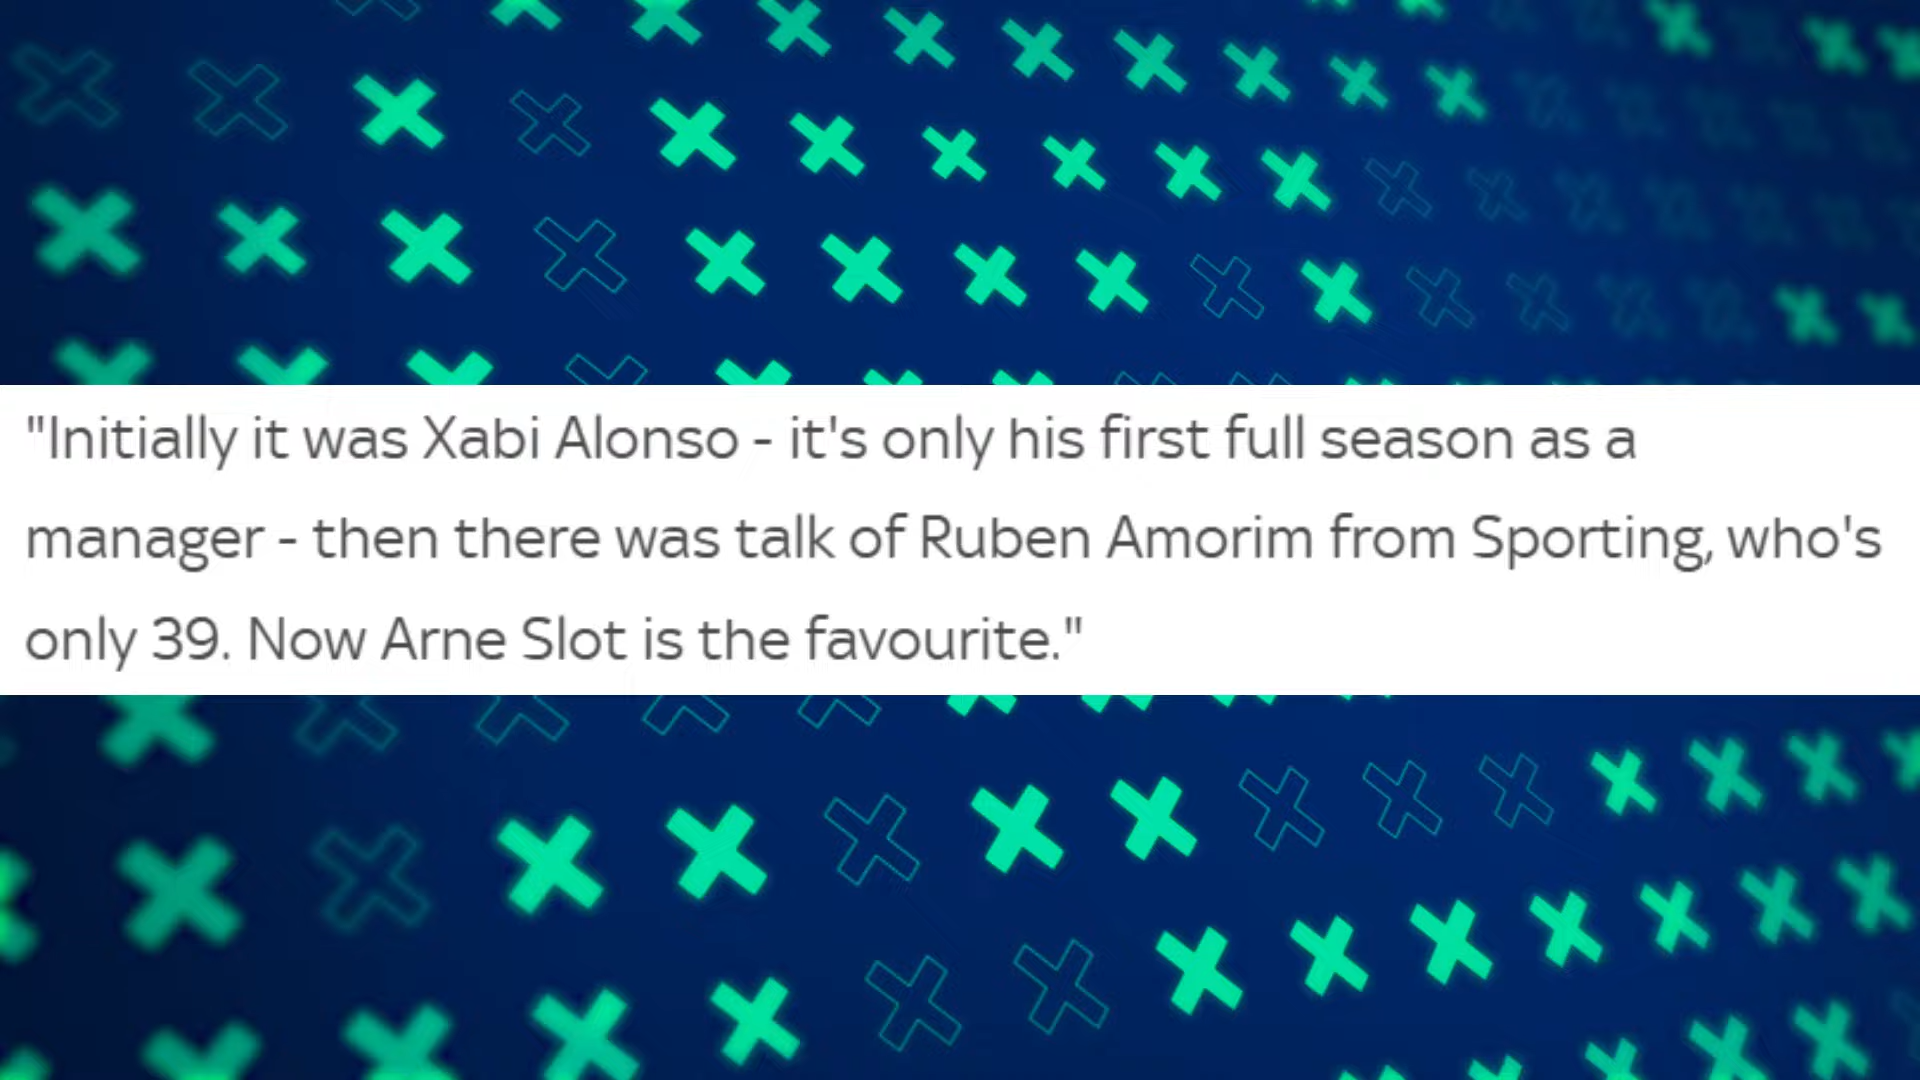 "Initially it was Xabi Alonso - it's only his first full season as a
manager - then there was talk of Ruben Amorim from Sporting, who's
only 39. Now Arne Slot is the favourite."